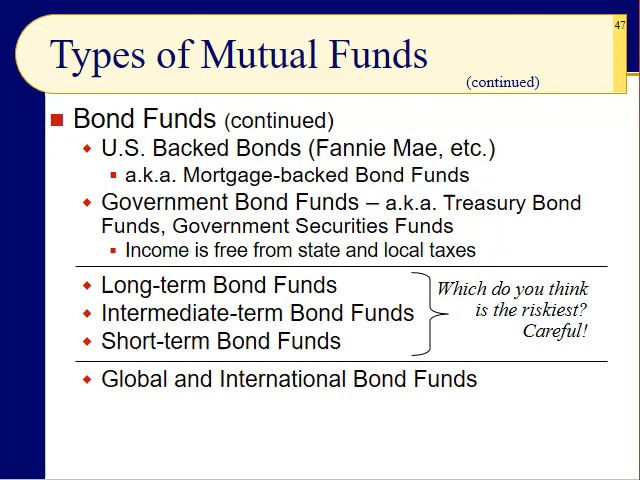 47
Types of Mutual Funds
(continued)
Bond Funds (continued)
U.S. Backed Bonds (Fannie Mae, etc.)
a.k.a. Mortgage-backed Bond Funds
Government Bond Funds – a.k.a. Treasury Bond
Funds, Government Securities Funds
Income is free from state and local taxes
Long-term Bond Funds
Intermediate-term Bond Funds
Short-term Bond Funds
Which do you think
is the riskiest?
Careful!
Global and International Bond Funds